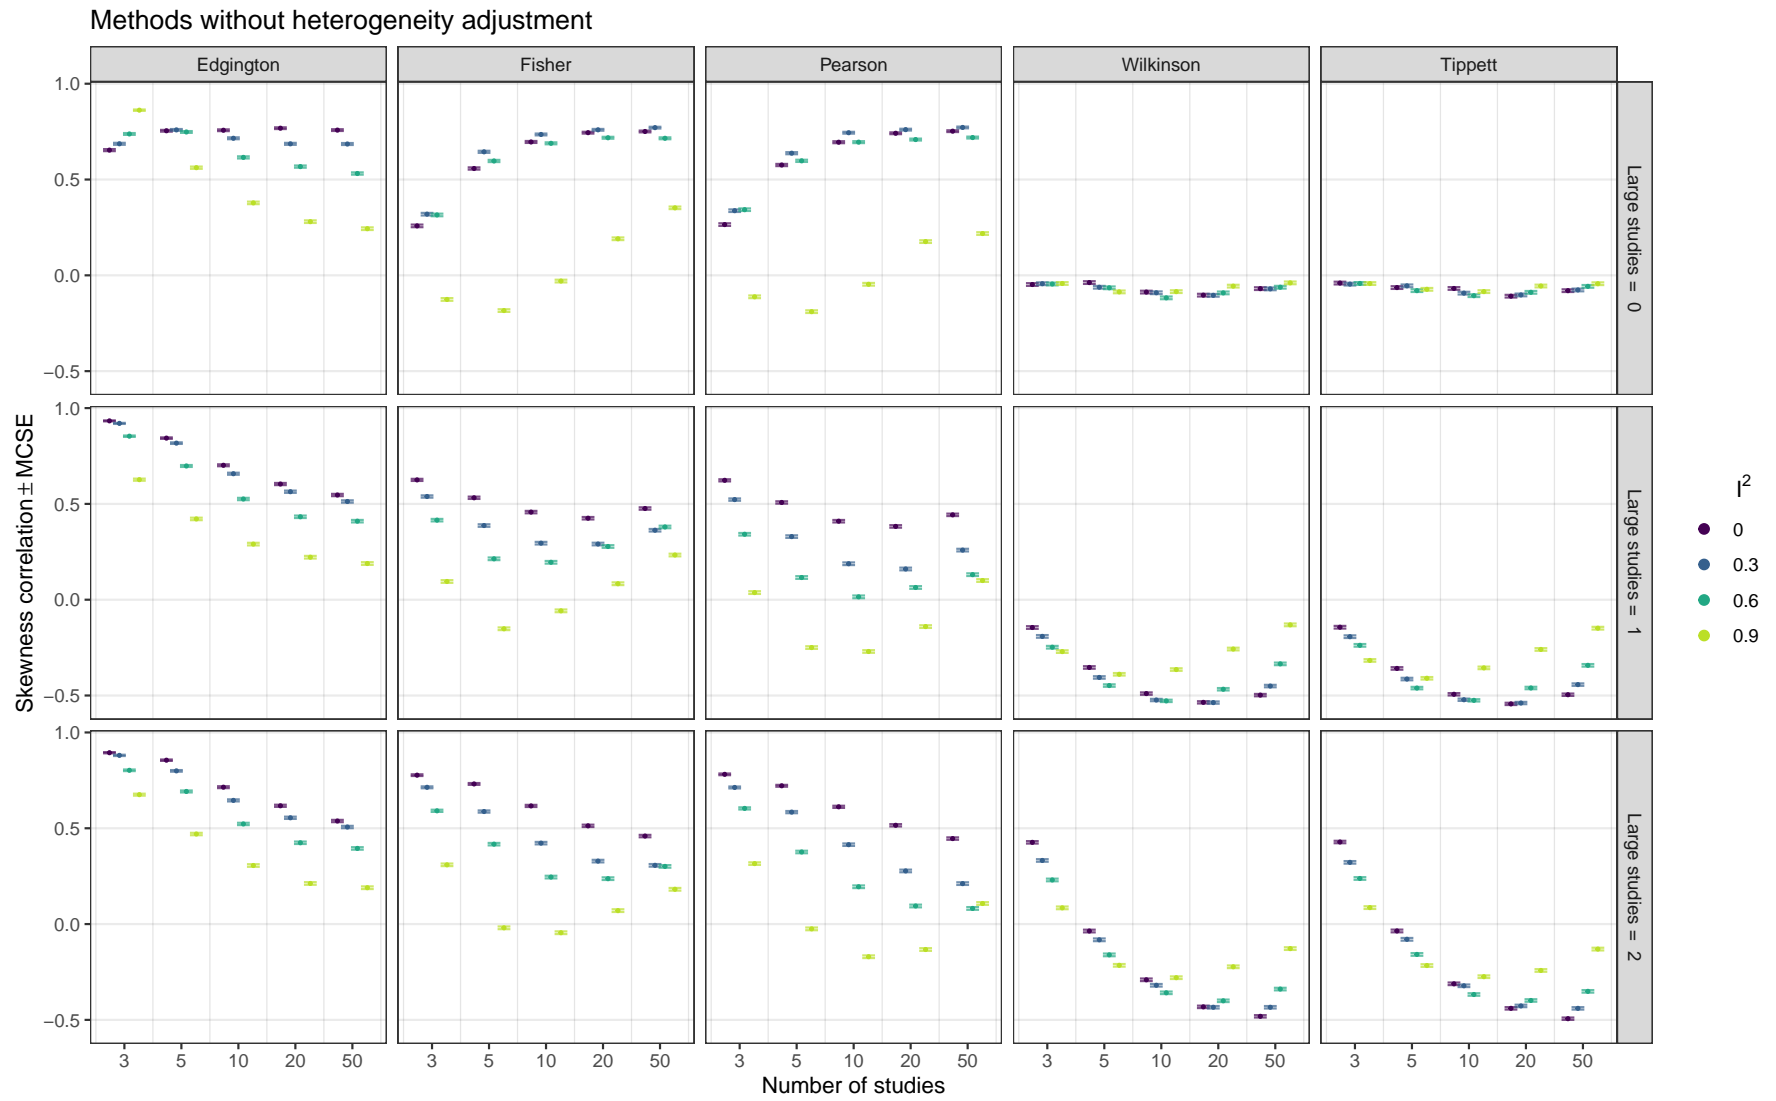 Methods without heterogeneity adjustment
Edgington
Fisher
Pearson
Wilkinson
Tippett
1.0
0.5
0.0
−0.5
Large studies = 0
1.0
0.5
0.0
−0.5
Large studies = 1
1.0
0.5
0.0
−0.5
Large studies = 2
Skewness correlation ± MCSE
3 5 10 20 50
3 5 10 20 50
3 5 10 20 50
3 5 10 20 50
3 5 10 20 50
Number of studies
I²
0
0.3
0.6
0.9